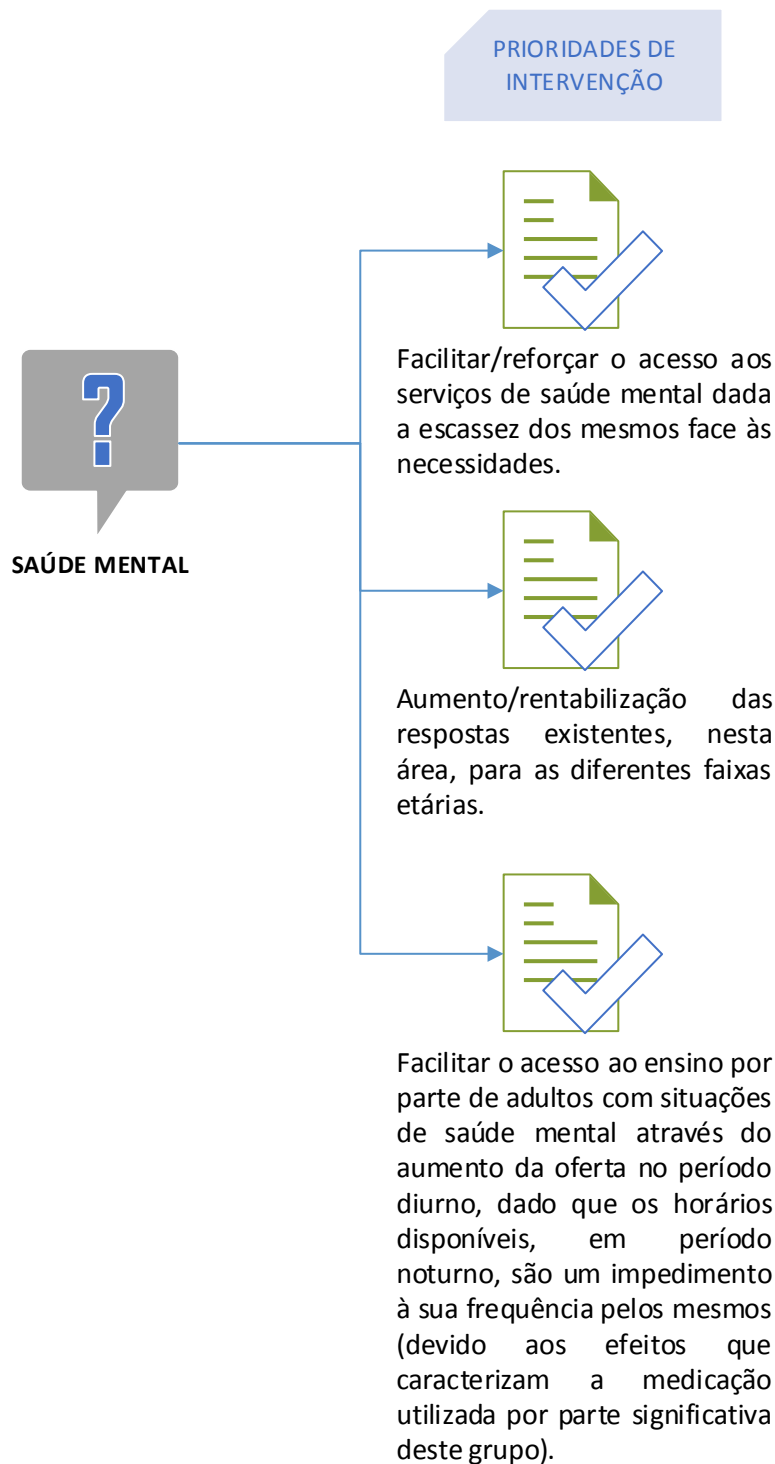 PRIORIDADES DE
INTERVENÇÃO
Facilitar/reforçar o acesso aos
serviços de saúde mental dada
a escassez dos mesmos face às
necessidades.
?
SAÚDE MENTAL
Aumento/rentabilização das
respostas existentes, nesta
área, para as diferentes faixas
etárias.
Facilitar o acesso ao ensino por
parte de adultos com situações
de saúde mental através do
aumento da oferta no período
diurno, dado que os horários
disponíveis, em período
noturno, são um impedimento
à sua frequência pelos mesmos
(devido aos efeitos que
caracterizam a medicação
utilizada por parte significativa
deste grupo).